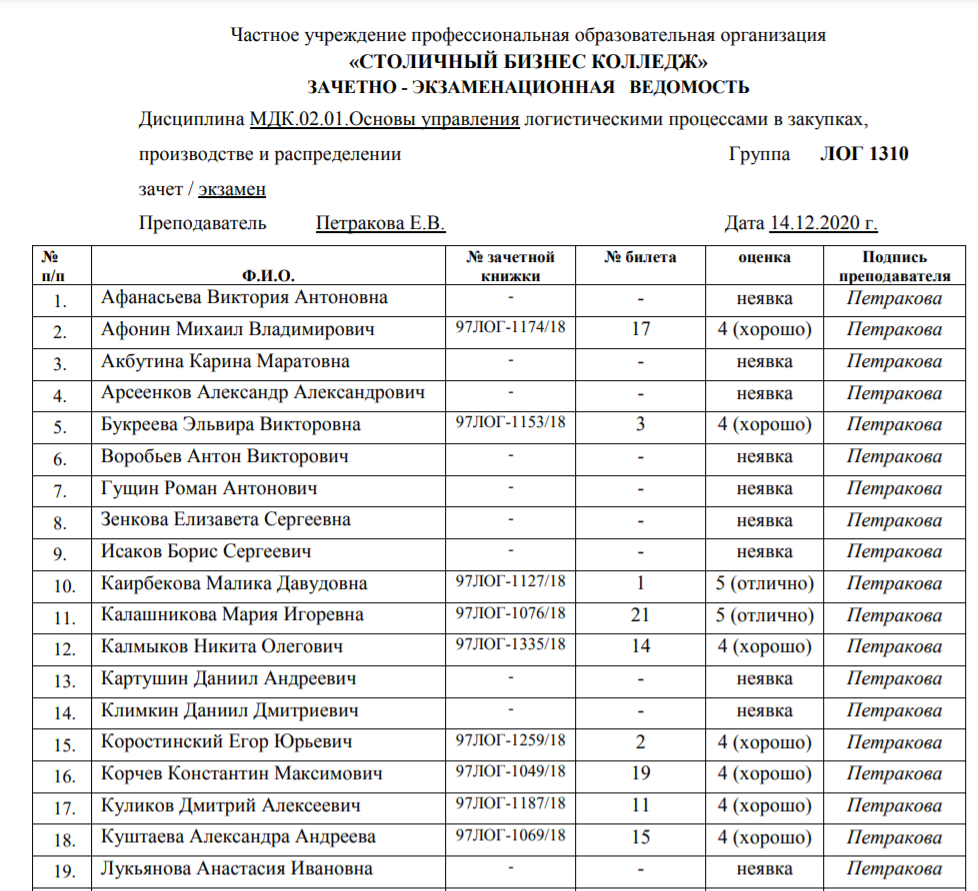 Частное учреждение профессиональная образовательная организация
«СТОЛИЧНЫЙ БИЗНЕС КОЛЛЕДЖ»
ЗАЧЕТНО - ЭКЗАМЕНАЦИОННАЯ ВЕДОМОСТЬ
Дисциплина МДК.02.01.Основы управления логистическими процессами в закупках,
производстве и распределении Группа ЛОГ 1310
зачет / экзамен
Преподаватель Петракова Е.В. Дата 14.12.2020 г.
№ п/п Ф.И.О. № зачетной книжки № билета оценка Подпись преподавателя
1. Афанасьева Виктория Антоновна - - неявка Петракова
2. Афонин Михаил Владимирович 97ЛОГ-1174/18 17 4 (хорошо) Петракова
3. Акбутина Карина Маратовна - - неявка Петракова
4. Арсеенков Александр Александрович - - неявка Петракова
5. Букреева Эльвира Викторовна 97ЛОГ-1153/18 3 4 (хорошо) Петракова
6. Воробьев Антон Викторович - - неявка Петракова
7. Гущин Роман Антонович - - неявка Петракова
8. Зенкова Елизавета Сергеевна - - неявка Петракова
9. Исаков Борис Сергеевич - - неявка Петракова
10. Каирбекова Малика Давудовна 97ЛОГ-1127/18 1 5 (отлично) Петракова
11. Калашникова Мария Игоревна 97ЛОГ-1076/18 21 5 (отлично) Петракова
12. Калмыков Никита Олегович 97ЛОГ-1335/18 14 4 (хорошо) Петракова
13. Картушин Даниил Андреевич - - неявка Петракова
14. Климкин Даниил Дмитриевич - - неявка Петракова
15. Коростинский Егор Юрьевич 97ЛОГ-1259/18 2 4 (хорошо) Петракова
16. Корчев Константин Максимович 97ЛОГ-1049/18 19 4 (хорошо) Петракова
17. Куликов Дмитрий Алексеевич 97ЛОГ-1187/18 11 4 (хорошо) Петракова
18. Куштаева Александра Андреева 97ЛОГ-1069/18 15 4 (хорошо) Петракова
19. Лукьянова Анастасия Ивановна - - неявка Петракова